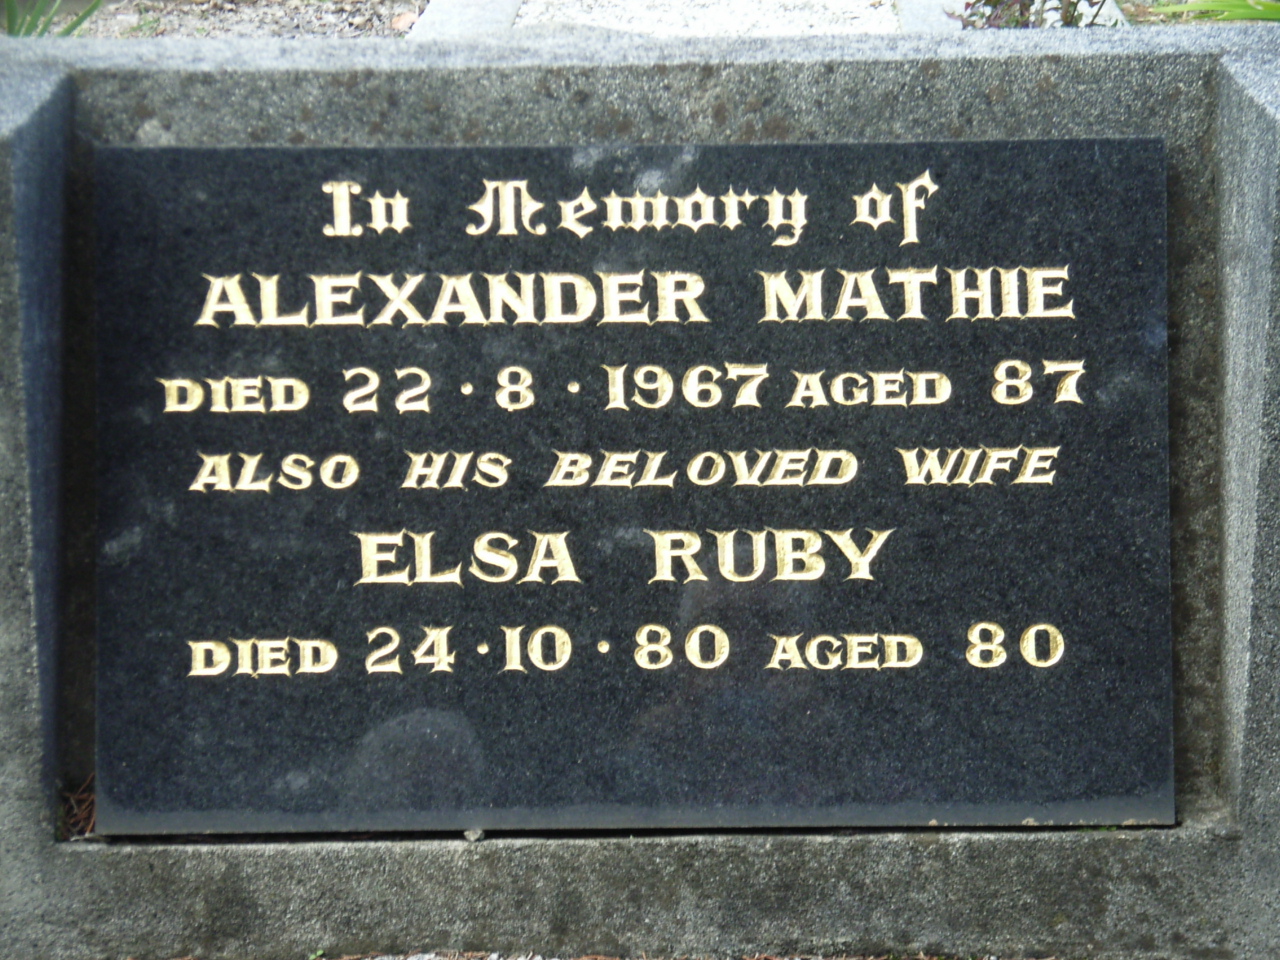 In Memory of
ALEXANDER MATHIE
DIED 22·8·1967 AGED 87
ALSO HIS BELOVED WIFE
ELSA RUBY
DIED 24·10·80 AGED 80